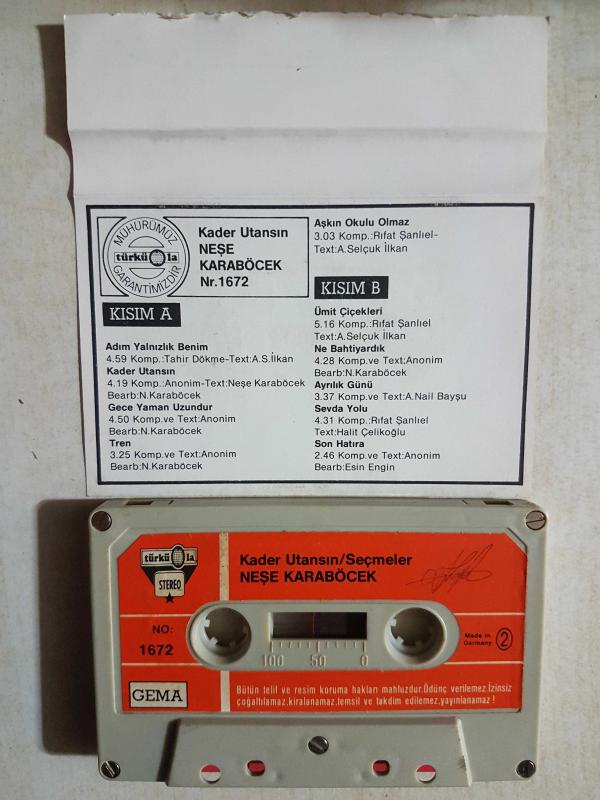 MÜHÜRÜMÜZ
türküola
GARANTİMİZDİR
Kader Utansın
NEŞE
KARABÖCEK
Nr.1672
KISIM A
Adım Yalnızlık Benim
4.59 Komp.:Tahir Dökme-Text:A.S.İlkan
Kader Utansın
4.19 Komp.:Anonim-Text:Neşe Karaböcek
Bearb:N.Karaböcek
Gece Yaman Uzundur
4.50 Komp.ve Text:Anonim
Bearb:N.Karaböcek
Tren
3.25 Komp.ve Text:Anonim
Bearb:N.Karaböcek
Aşkın Okulu Olmaz
3.03 Komp.:Rıfat Şanlıel-
Text:A.Selçuk İlkan
KISIM B
Ümit Çiçekleri
5.16 Komp.:Rıfat Şanlıel
Text:A.Selçuk İlkan
Ne Bahtiyardık
4.28 Komp.ve Text:Anonim
Bearb:N.Karaböcek
Ayrılık Günü
3.37 Komp.ve Text:A.Nail Bayşu
Sevda Yolu
4.31 Komp.:Rıfat Şanlıel
Text:Halit Çelikoğlu
Son Hatıra
2.46 Komp.ve Text:Anonim
Bearb:Esin Engin
türküola
STEREO
Kader Utansın/Seçmeler
NEŞE KARABÖCEK
NO:
1672
100 50 0
Made in
Germany
2
GEMA
Bütün telif ve resim koruma hakları mahluzdur.Ödünç verilemez.İzinsiz
çoğaltılamaz,kiralanamaz,temsil ve takdim edilemez,yayınlanamaz!